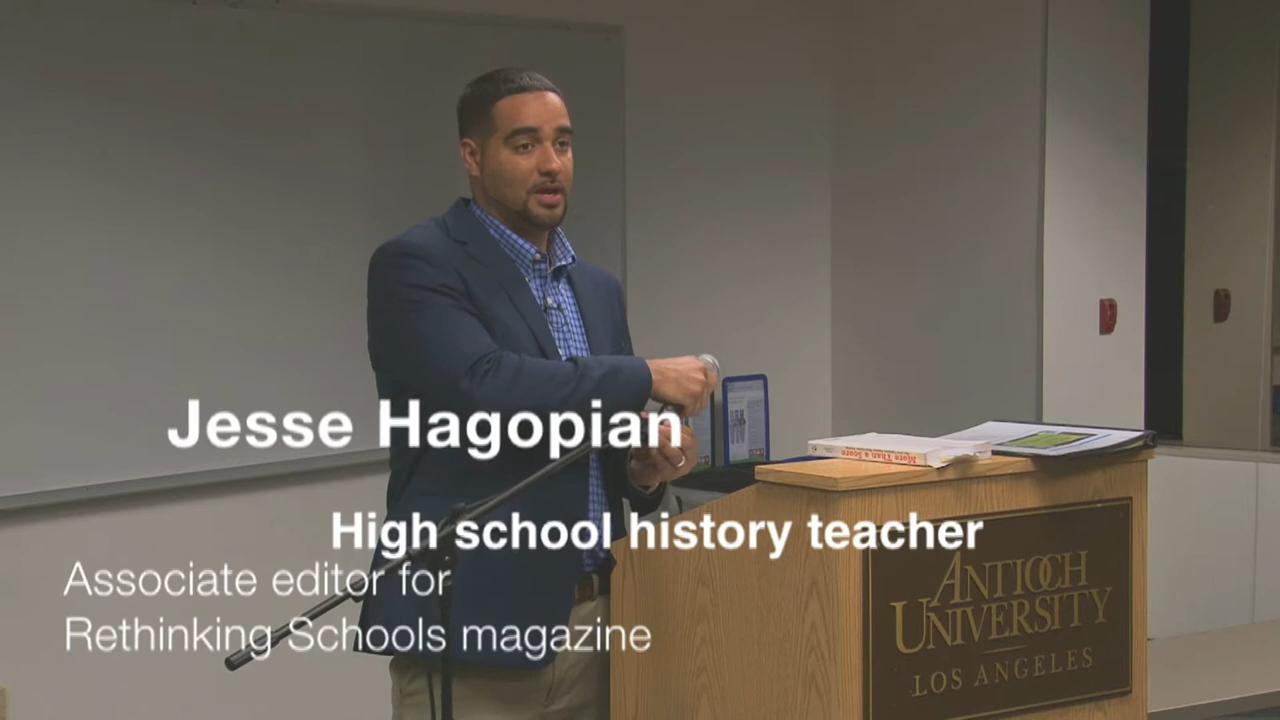 Jesse Hagopian
High school history teacher
Associate editor for
Rethinking Schools magazine
More Than a Score
ANTIOCH
UNIVERSITY
LOS ANGELES